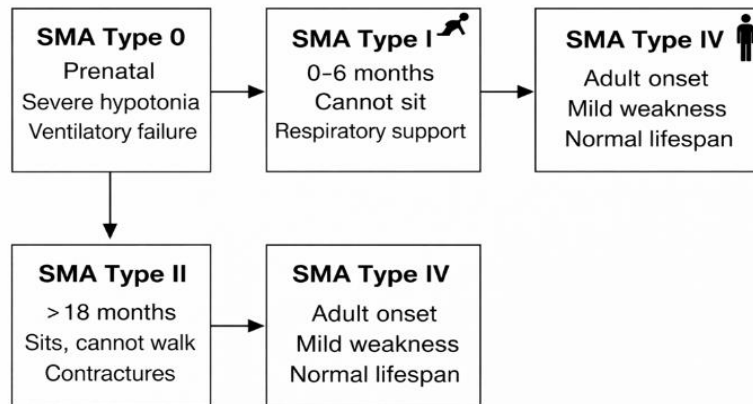 SMA Type 0
Prenatal
Severe hypotonia
Ventilatory failure
SMA Type I
0–6 months
Cannot sit
Respiratory support
SMA Type IV
Adult onset
Mild weakness
Normal lifespan
SMA Type II
>18 months
Sits, cannot walk
Contractures
SMA Type IV
Adult onset
Mild weakness
Normal lifespan